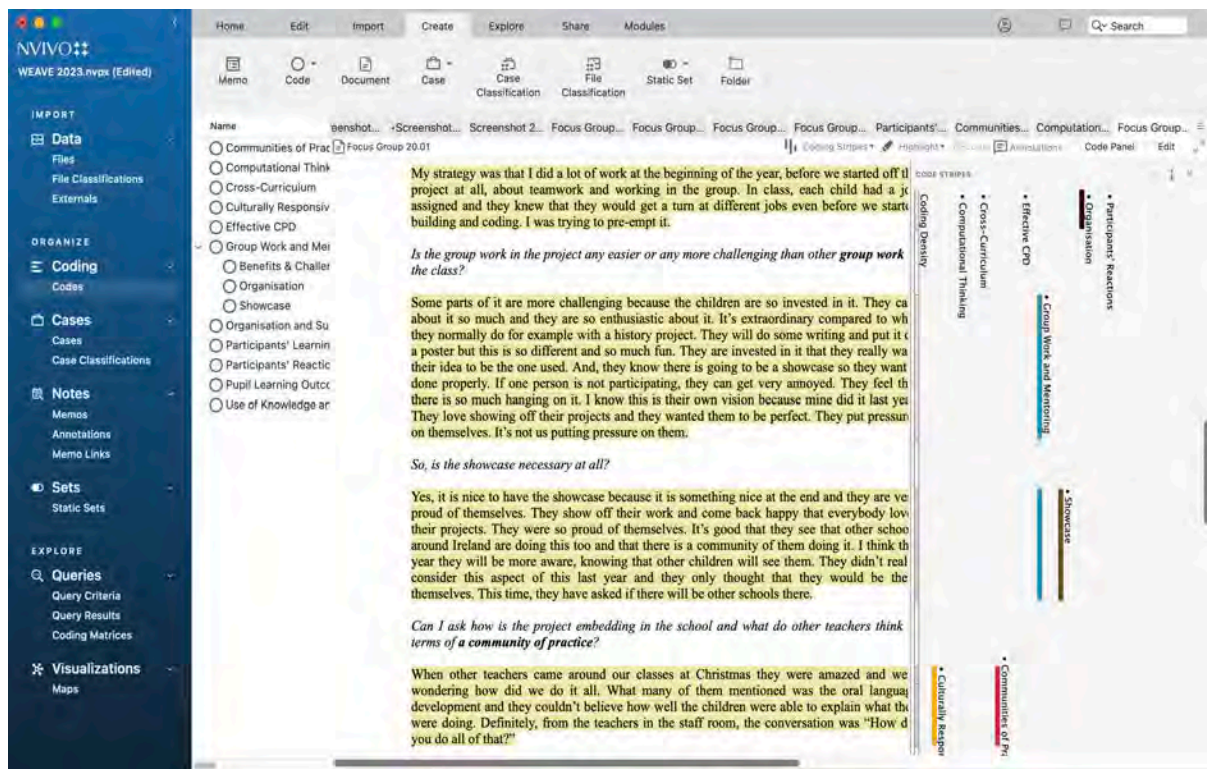 Home Edit Import Create Explore Share Modules Search
NVIVO
WEAVE 2023.nvpx (Edited)
Memo Code Document Case Case Classification File Classification Static Set Folder
IMPORT
Data
Files
File Classifications
Externals
ORGANIZE
Coding
Codes
Cases
Cases
Case Classifications
Notes
Memos
Annotations
Memo Links
Sets
Static Sets
EXPLORE
Queries
Query Criteria
Query Results
Coding Matrices
Visualizations
Maps
Name
Communities of Prac
Computational Think
Cross-Curriculum
Culturally Responsiv
Effective CPD
Group Work and Mer
Benefits & Challer
Organisation
Showcase
Organisation and Su
Participants' Learnin
Participants' Reactic
Pupil Learning Outcc
Use of Knowledge ar
eenshot... Screenshot... Screenshot 2... Focus Group... Focus Group... Focus Group... Focus Group... Participants'... Communities... Computation... Focus Group...
Focus Group 20.01 Coding Stripes Highlight Annotations Code Panel Edit
My strategy was that I did a lot of work at the beginning of the year, before we started off tl
project at all, about teamwork and working in the group. In class, each child had a jo
assigned and they knew that they would get a turn at different jobs even before we starte
building and coding. I was trying to pre-empt it.
Is the group work in the project any easier or any more challenging than other group work
the class?
Some parts of it are more challenging because the children are so invested in it. They ca
about it so much and they are so enthusiastic about it. It's extraordinary compared to wh
they normally do for example with a history project. They will do some writing and put it c
a poster but this is so different and so much fun. They are invested in it that they really wa
their idea to be the one used. And, they know there is going to be a showcase so they want
done properly. If one person is not participating, they can get very annoyed. They feel th
there is so much hanging on it. I know this is their own vision because mine did it last yea
They love showing off their projects and they wanted them to be perfect. They put pressure
on themselves. It's not us putting pressure on them.
So, is the showcase necessary at all?
Yes, it is nice to have the showcase because it is something nice at the end and they are ve
proud of themselves. They show off their work and come back happy that everybody lov
their projects. They were so proud of themselves. It's good that they see that other schoo
around Ireland are doing this too and that there is a community of them doing it. I think th
year they will be more aware, knowing that other children will see them. They didn't real
consider this aspect of this last year and they only thought that they would be the
themselves. This time, they have asked if there will be other schools there.
Can I ask how is the project embedding in the school and what do other teachers think
terms of a community of practice?
When other teachers came around our classes at Christmas they were amazed and we
wondering how did we do it all. What many of them mentioned was the oral languag
development and they couldn't believe how well the children were able to explain what the
were doing. Definitely, from the teachers in the staff room, the conversation was "How d
you do all of that?"
CODE STRIPES
Coding Density
Culturally Respor
Computational Thinking
Cross-Curriculum
Communities of Pr
Effective CPD
Group Work and Mentoring
Showcase
Organisation
Participants' Reactions